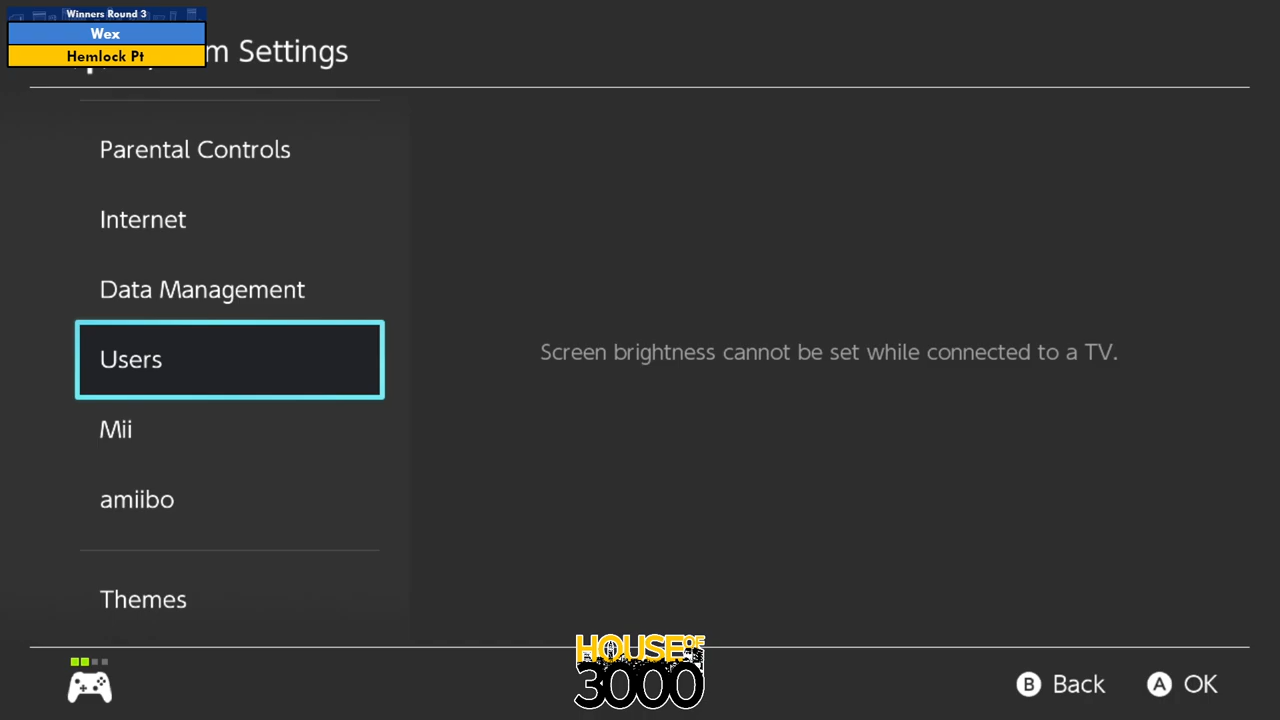 Winners Round 3
Wex
Hemlock Pt
m Settings
Parental Controls
Internet
Data Management
Users
Mii
amiibo
Themes
Screen brightness cannot be set while connected to a TV.
HOUSE OF
3000
B Back
A OK